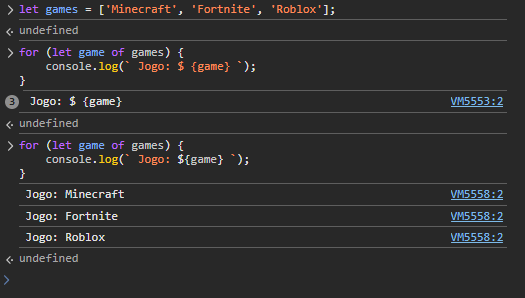 let games = ['Minecraft', 'Fortnite', 'Roblox'];
undefined
for (let game of games) {
    console.log(` Jogo: $ {game} `);
}
3 Jogo: $ {game} VM5553:2
undefined
for (let game of games) {
    console.log(` Jogo: ${game} `);
}
Jogo: Minecraft VM5558:2
Jogo: Fortnite VM5558:2
Jogo: Roblox VM5558:2
undefined